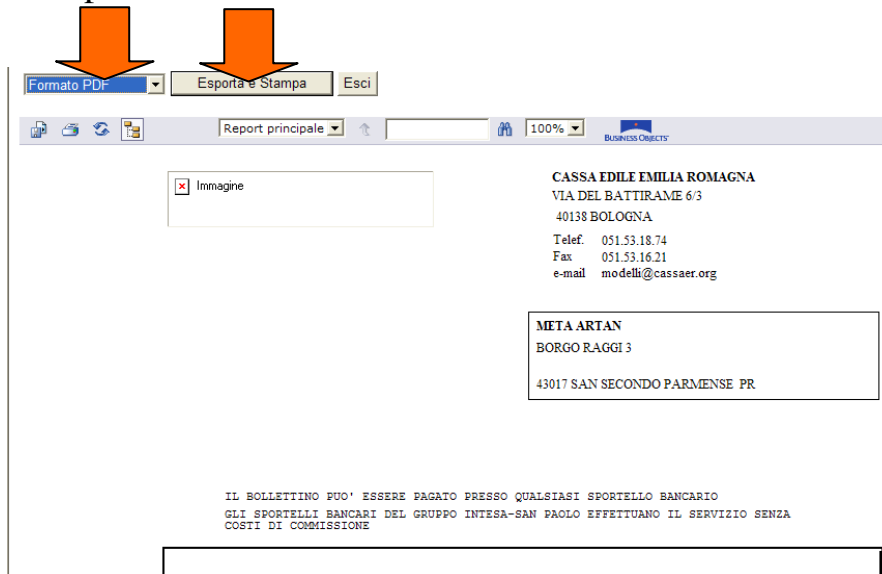 Formato PDF Esporta e Stampa Esci
Report principale 100% BUSINESS OBJECTS
Immagine
CASSA EDILE EMILIA ROMAGNA
VIA DEL BATTIRAME 6/3
40138 BOLOGNA
Telef. 051.53.18.74
Fax 051.53.16.21
e-mail modelli@cassaer.org
META ARTAN
BORGO RAGGI 3
43017 SAN SECONDO PARMENSE PR
IL BOLLETTINO PUO' ESSERE PAGATO PRESSO QUALSIASI SPORTELLO BANCARIO
GLI SPORTELLI BANCARI DEL GRUPPO INTESA-SAN PAOLO EFFETTUANO IL SERVIZIO SENZA
COSTI DI COMMISSIONE